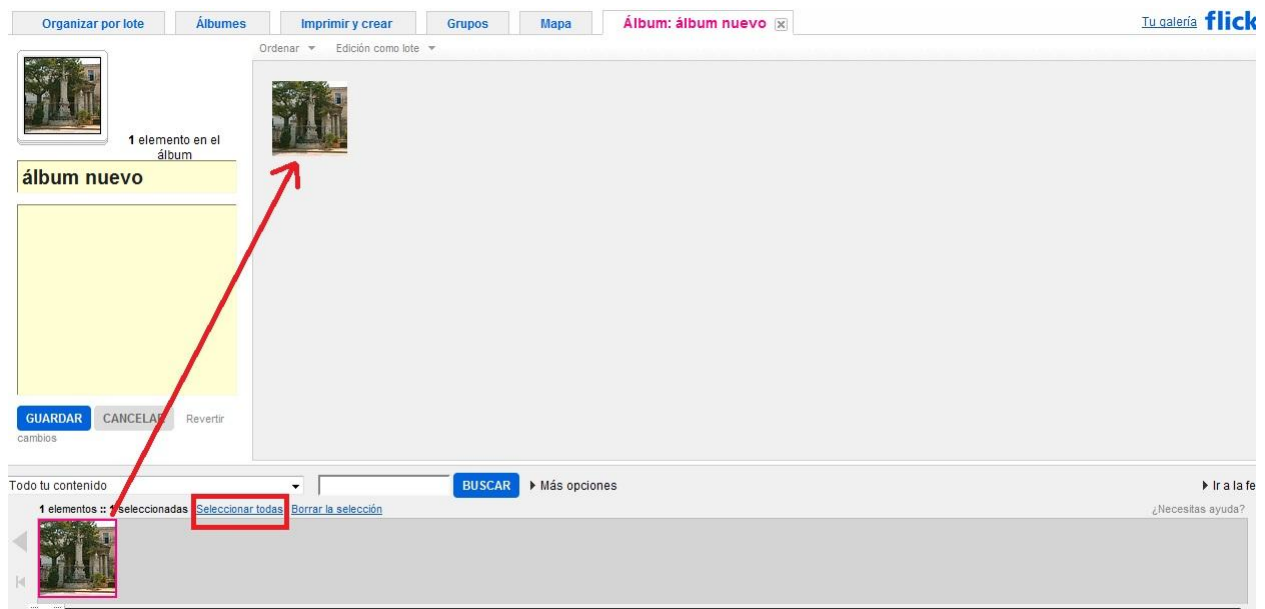 Organizar por lote Álbumes Imprimir y crear Grupos Mapa Álbum: álbum nuevo Tu galería flick
Ordenar Edición como lote
1 elemento en el
álbum
álbum nuevo
GUARDAR CANCELAR Revertir
cambios
Todo tu contenido BUSCAR Más opciones Ir a la fe
1 elementos :: 1 seleccionadas Seleccionar todas Borrar la selección ¿Necesitas ayuda?